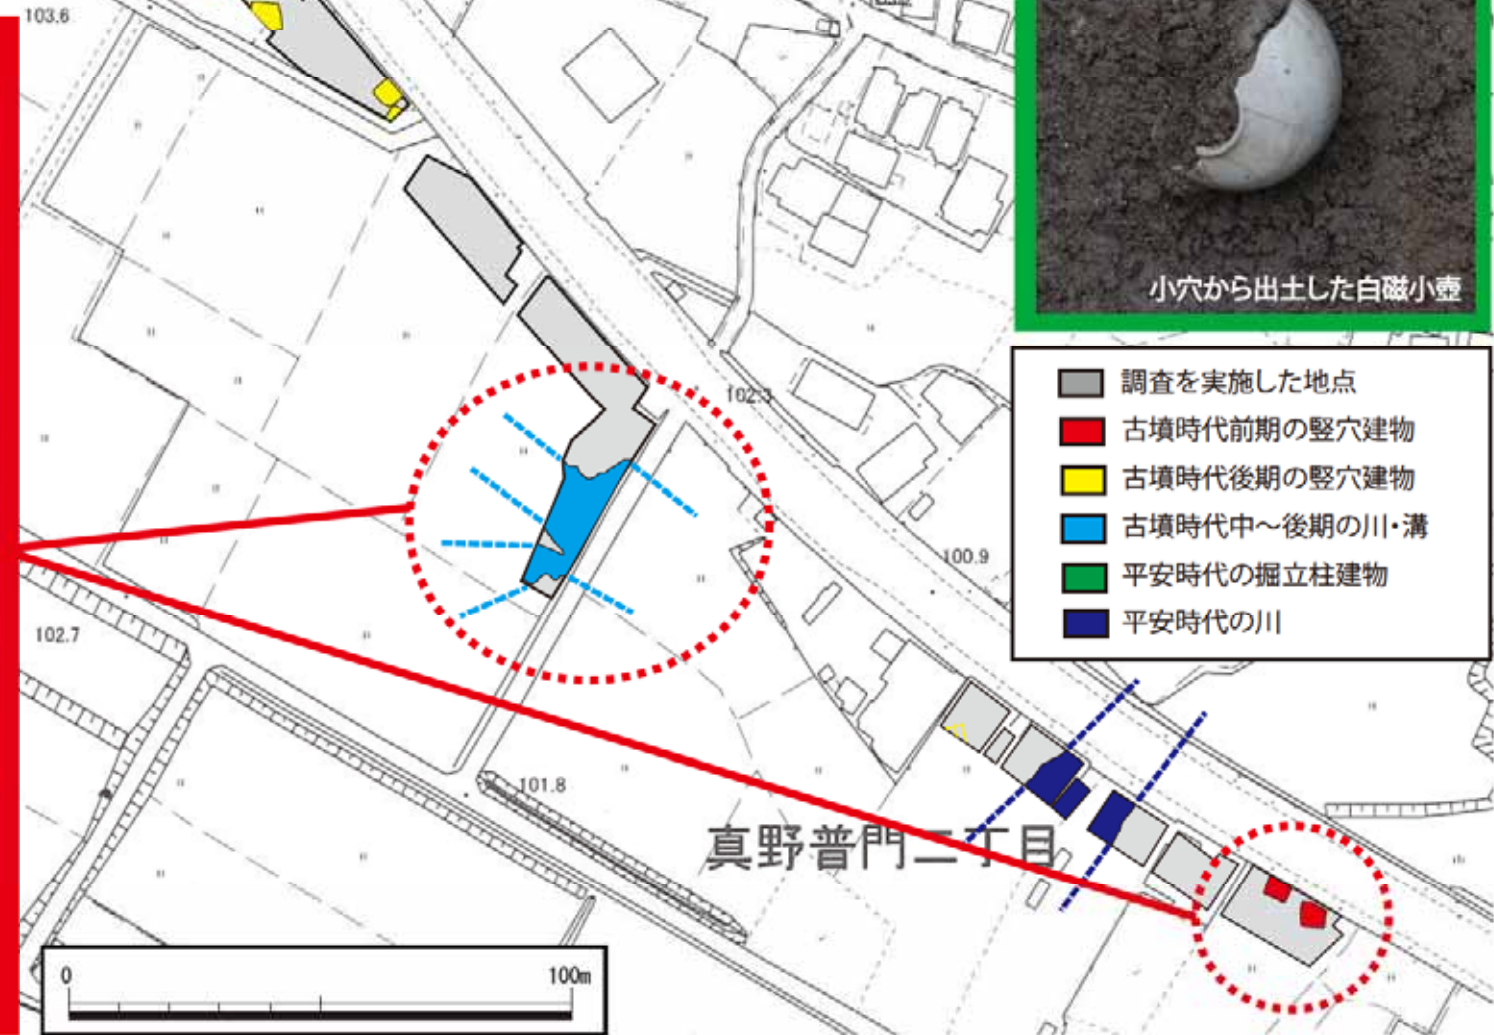 103.6
小穴から出土した白磁小壺
調査を実施した地点
古墳時代前期の竪穴建物
古墳時代後期の竪穴建物
古墳時代中～後期の川・溝
平安時代の掘立柱建物
平安時代の川
102.3
100.9
102.7
101.8
真野普門二丁目
0 100m